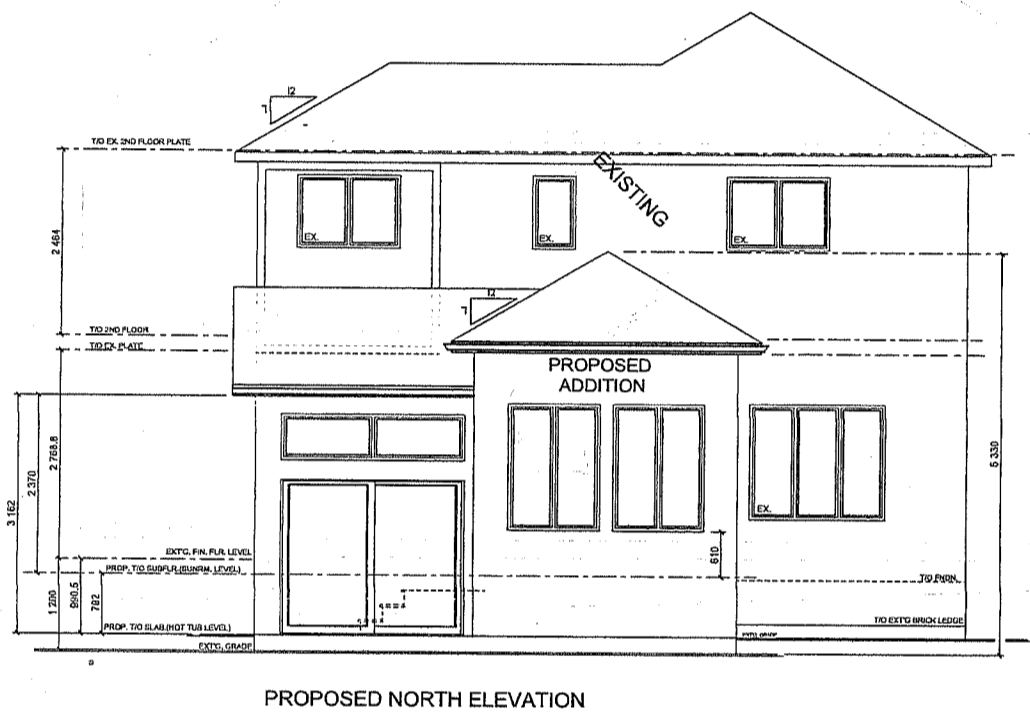 12
7
T/O EX. 2ND FLOOR PLATE
EXISTING
EX.
EX.
EX.
2 464
12
7
T/O 2ND FLOOR
T/O EX. PLATE
PROPOSED
ADDITION
2 768.8
2 370
3 162
5 330
EX.
610
EXT'G. FIN. FLR. LEVEL
PROP. T/O SUBFLR.(SUNRM. LEVEL)
T/O FNDN.
1 200
990.5
792
T/O EXT'G BRICK LEDGE
PROP. T/O SLAB.(HOT TUB LEVEL)
EXT'G. GRADE
EXT'G. GRADE
PROPOSED NORTH ELEVATION